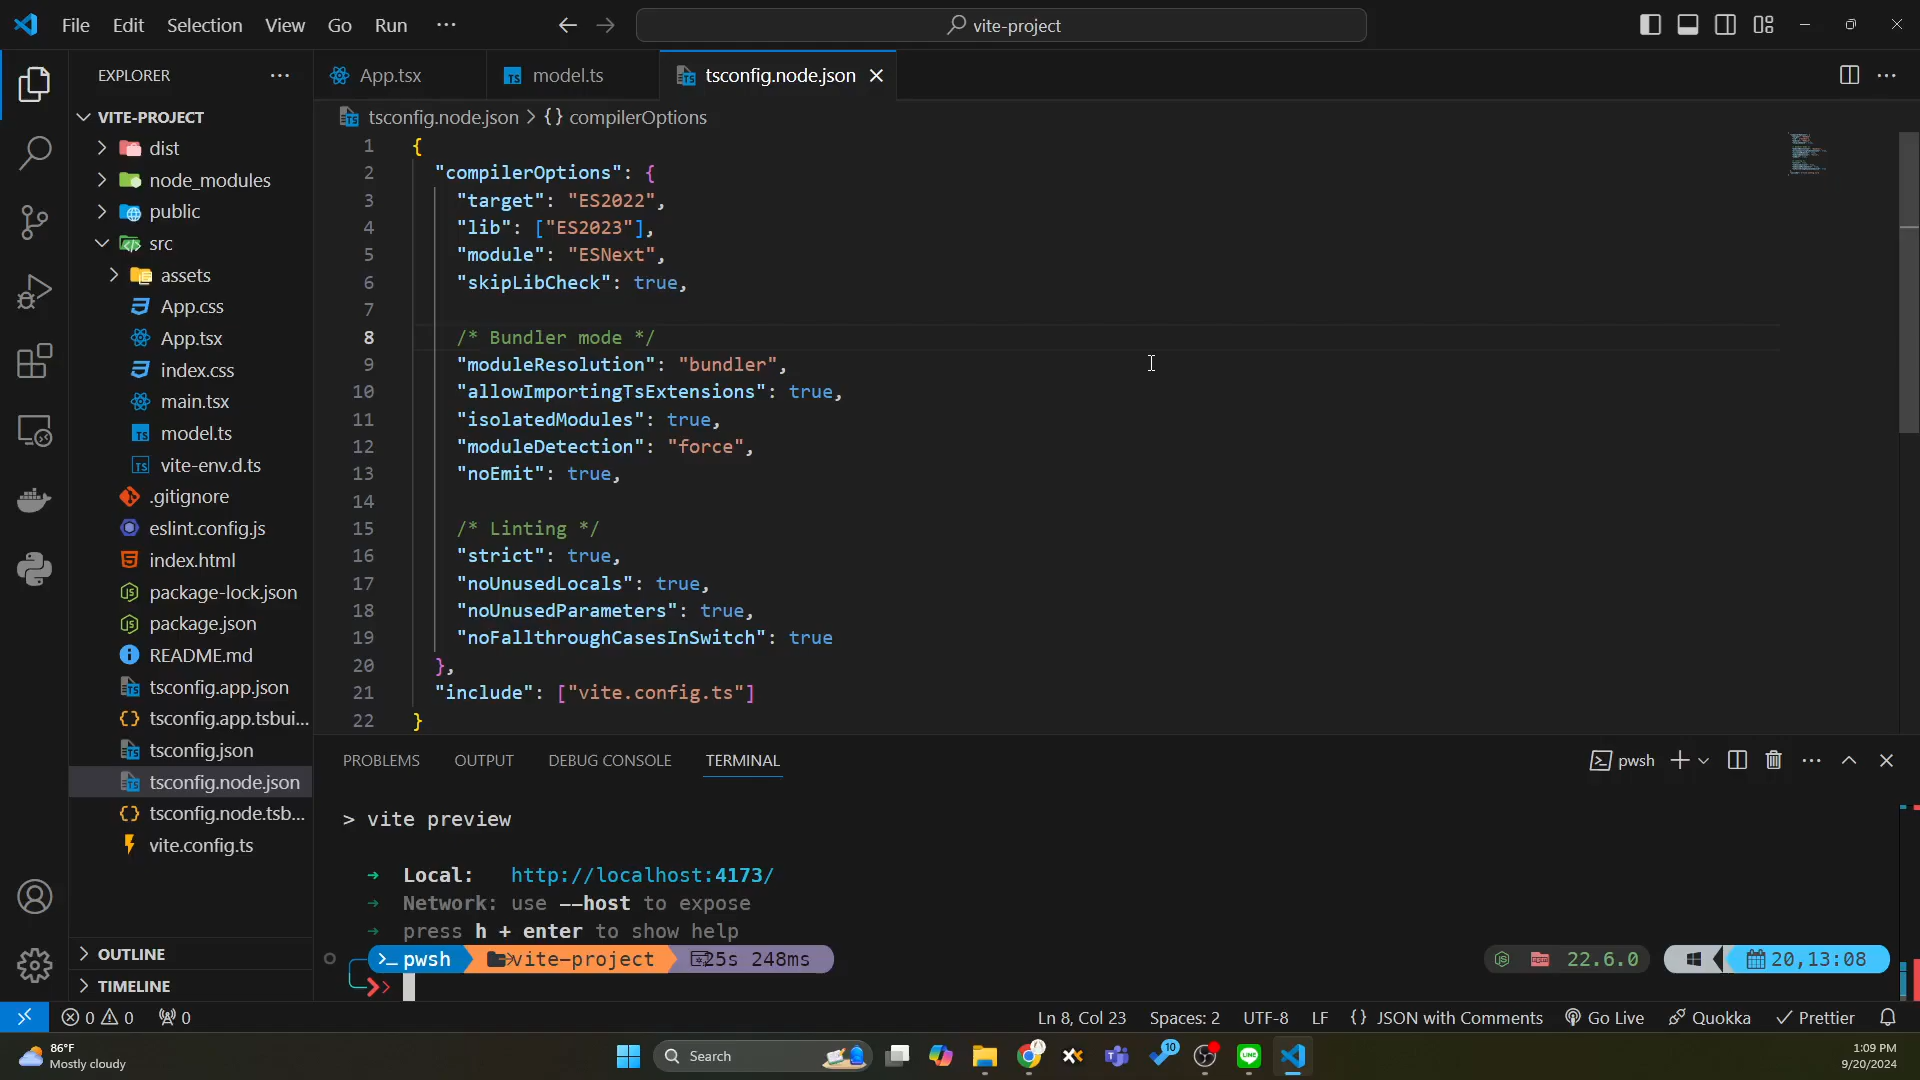 File Edit Selection View Go Run ···
vite-project
EXPLORER ···
VITE-PROJECT
dist
node_modules
public
src
assets
App.css
App.tsx
index.css
main.tsx
model.ts
vite-env.d.ts
.gitignore
eslint.config.js
index.html
package-lock.json
package.json
README.md
tsconfig.app.json
tsconfig.app.tsbui...
tsconfig.json
tsconfig.node.json
tsconfig.node.tsb...
vite.config.ts
OUTLINE
TIMELINE
App.tsx model.ts tsconfig.node.json
tsconfig.node.json > {} compilerOptions
1 {
2 "compilerOptions": {
3 "target": "ES2022",
4 "lib": ["ES2023"],
5 "module": "ESNext",
6 "skipLibCheck": true,
7
8 /* Bundler mode */
9 "moduleResolution": "bundler",
10 "allowImportingTsExtensions": true,
11 "isolatedModules": true,
12 "moduleDetection": "force",
13 "noEmit": true,
14
15 /* Linting */
16 "strict": true,
17 "noUnusedLocals": true,
18 "noUnusedParameters": true,
19 "noFallthroughCasesInSwitch": true
20 },
21 "include": ["vite.config.ts"]
22 }
PROBLEMS OUTPUT DEBUG CONSOLE TERMINAL pwsh
> vite preview
➜ Local: http://localhost:4173/
➜ Network: use --host to expose
➜ press h + enter to show help
pwsh vite-project 25s 248ms 22.6.0 20,13:08
0 0 0 Ln 8, Col 23 Spaces: 2 UTF-8 LF {} JSON with Comments Go Live Quokka Prettier
86°F
Mostly cloudy
Search
10
1:09 PM
9/20/2024